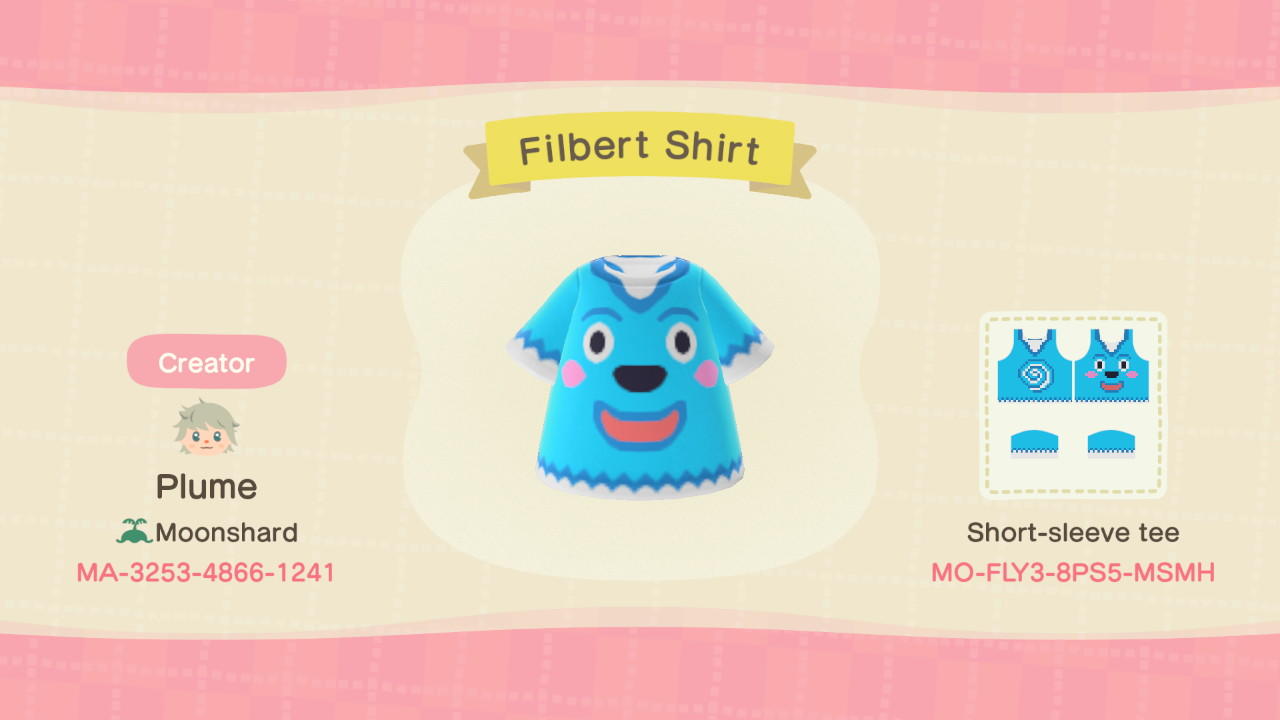 Filbert Shirt
Creator
Plume
Moonshard
MA-3253-4866-1241
Short-sleeve tee
MO-FLY3-8PS5-MSMH